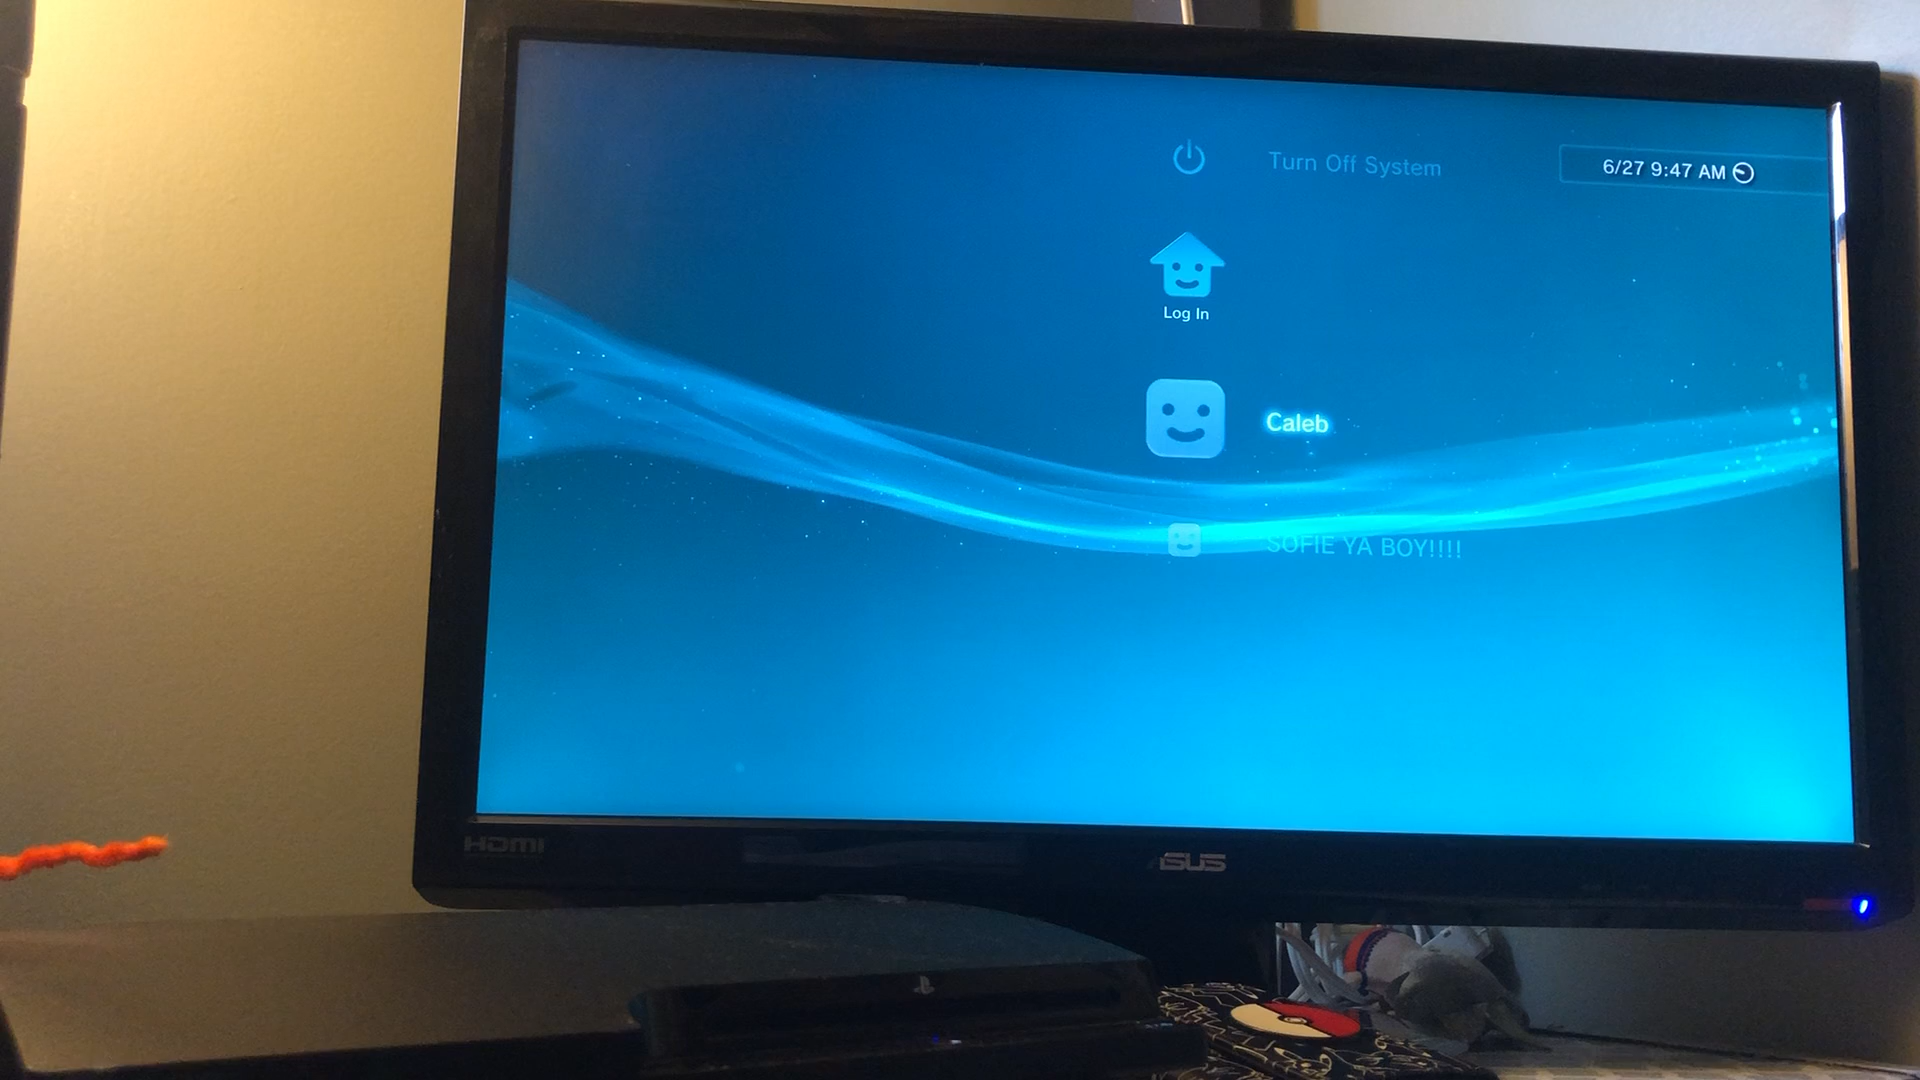 Turn Off System
6/27 9:47 AM
Log In
Caleb
SOFIE YA BOY!!!!
HDMI
ASUS